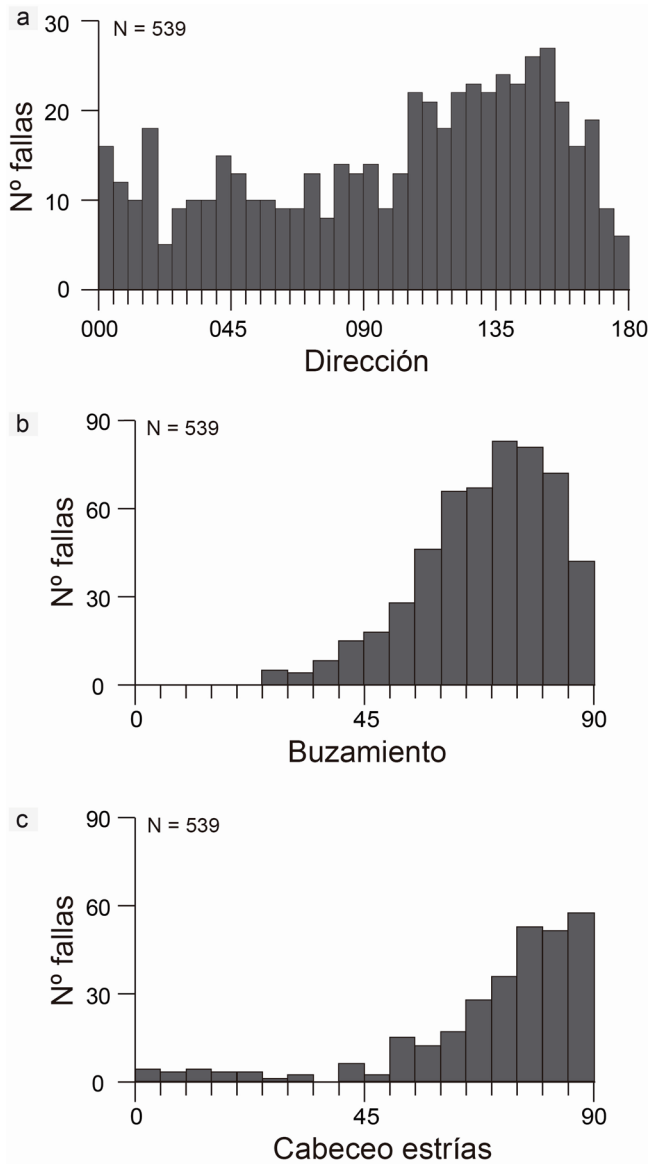 a
30
N = 539
20
10
0
Nº fallas
000 045 090 135 180
Dirección
b
90
N = 539
60
30
0
Nº fallas
0 45 90
Buzamiento
c
90
N = 539
60
30
0
Nº fallas
0 45 90
Cabeceo estrías